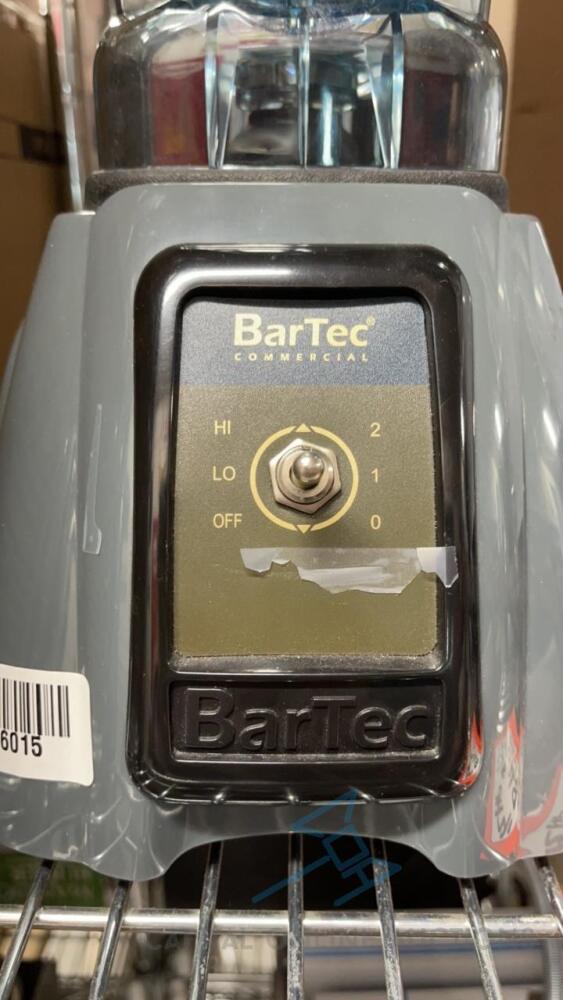 BarTec®
COMMERCIAL
HI 2
LO 1
OFF 0
6015
BarTec